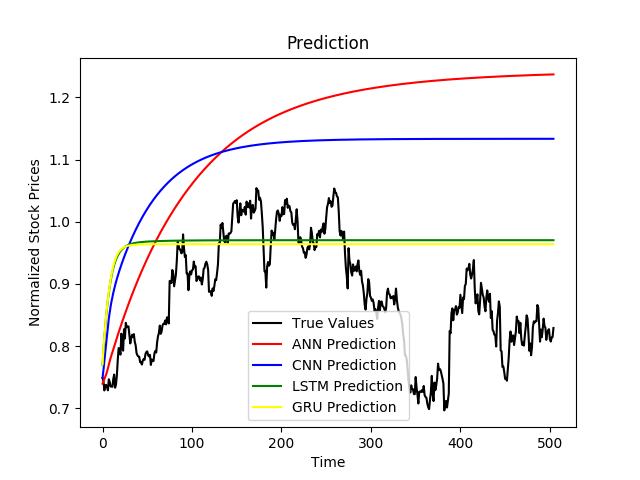 Prediction
Normalized Stock Prices
1.2
1.1
1.0
0.9
0.8
0.7
True Values
ANN Prediction
CNN Prediction
LSTM Prediction
GRU Prediction
0 100 200 300 400 500
Time